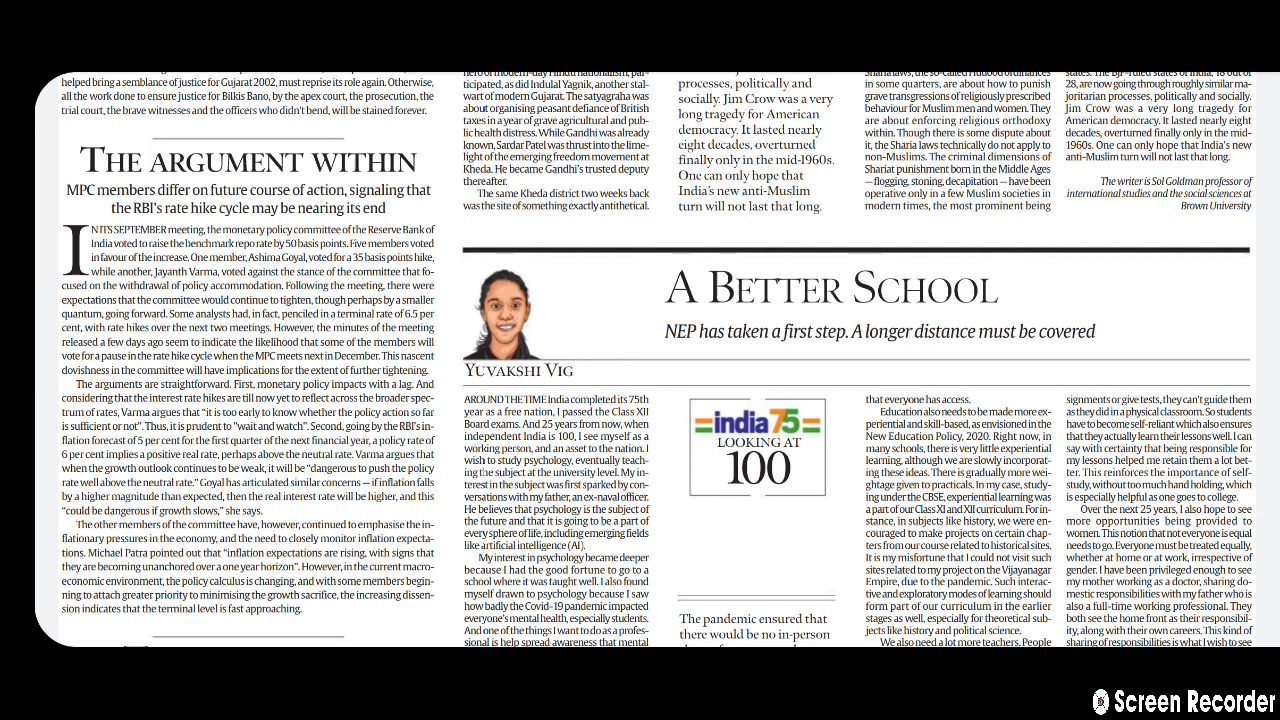 helped bring a semblance of justice for Gujarat 2002, must reprise its role again. Otherwise,
all the work done to ensure justice for Bilkis Bano, by the apex court, the prosecution, the
trial court, the brave witnesses and the officers who didn't bend, will be stained forever.
THE ARGUMENT WITHIN
MPC members differ on future course of action, signaling that
the RBI's rate hike cycle may be nearing its end
IN ITS SEPTEMBER meeting, the monetary policy committee of the Reserve Bank of
India voted to raise the benchmark repo rate by 50 basis points. Five members voted
in favour of the increase. One member, Ashima Goyal, voted for a 35 basis points hike,
while another, Jayanth Varma, voted against the stance of the committee that fo-
cused on the withdrawal of policy accommodation. Following the meeting, there were
expectations that the committee would continue to tighten, though perhaps by a smaller
quantum, going forward. Some analysts had, in fact, penciled in a terminal rate of 6.5 per
cent, with rate hikes over the next two meetings. However, the minutes of the meeting
released a few days ago seem to indicate the likelihood that some of the members will
vote for a pause in the rate hike cycle when the MPC meets next in December. This nascent
dovishness in the committee will have implications for the extent of further tightening.
The arguments are straightforward. First, monetary policy impacts with a lag. And
considering that the interest rate hikes are till now yet to reflect across the broader spec-
trum of rates, Varma argues that “it is too early to know whether the policy action so far
is sufficient or not”. Thus, it is prudent to "wait and watch". Second, going by the RBI's in-
flation forecast of 5 per cent for the first quarter of the next financial year, a policy rate of
6 per cent implies a positive real rate, perhaps above the neutral rate. Varma argues that
when the growth outlook continues to be weak, it will be “dangerous to push the policy
rate well above the neutral rate.” Goyal has articulated similar concerns — if inflation falls
by a higher magnitude than expected, then the real interest rate will be higher, and this
“could be dangerous if growth slows,” she says.
The other members of the committee have, however, continued to emphasise the in-
flationary pressures in the economy, and the need to closely monitor inflation expecta-
tions. Michael Patra pointed out that “inflation expectations are rising, with signs that
they are becoming unanchored over a one year horizon”. However, in the current macro-
economic environment, the policy calculus is changing, and with some members begin-
ning to attach greater priority to minimising the growth sacrifice, the increasing dissen-
sion indicates that the terminal level is fast approaching.
hero of modern-day Hindu nationalism, par-
ticipated, as did Indulal Yagnik, another stal-
wart of modern Gujarat. The satyagraha was
about organising peasant defiance of British
taxes in a year of grave agricultural and pub-
lic health distress. While Gandhi was already
known, Sardar Patel was thrust into the lime-
light of the emerging freedom movement at
Kheda. He became Gandhi's trusted deputy
thereafter.
The same Kheda district two weeks back
was the site of something exactly antithetical.
processes, politically and
socially. Jim Crow was a very
long tragedy for American
democracy. It lasted nearly
eight decades, overturned
finally only in the mid-1960s.
One can only hope that
India's new anti-Muslim
turn will not last that long.
Sharia laws, the so-called Hudood ordinances
in some quarters, are about how to punish
grave transgressions of religiously prescribed
behaviour for Muslim men and women. They
are about enforcing religious orthodoxy
within. Though there is some dispute about
it, the Sharia laws technically do not apply to
non-Muslims. The criminal dimensions of
Shariat punishment born in the Middle Ages
— flogging, stoning, decapitation — have been
operative only in a few Muslim societies in
modern times, the most prominent being
states. The BJP-ruled states of India, 18 out of
28, are now going through roughly similar ma-
joritarian processes, politically and socially.
Jim Crow was a very long tragedy for
American democracy. It lasted nearly eight
decades, overturned finally only in the mid-
1960s. One can only hope that India's new
anti-Muslim turn will not last that long.
The writer is Sol Goldman professor of
international studies and the social sciences at
Brown University
A BETTER SCHOOL
NEP has taken a first step. A longer distance must be covered
YUVAKSHI VIG
AROUND THE TIME India completed its 75th
year as a free nation, I passed the Class XII
Board exams. And 25 years from now, when
independent India is 100, I see myself as a
working person, and an asset to the nation. I
wish to study psychology, eventually teach-
ing the subject at the university level. My in-
terest in the subject was first sparked by con-
versations with my father, an ex-naval officer.
He believes that psychology is the subject of
the future and that it is going to be a part of
every sphere of life, including emerging fields
like artificial intelligence (AI).
My interest in psychology became deeper
because I had the good fortune to go to a
school where it was taught well. I also found
myself drawn to psychology because I saw
how badly the Covid-19 pandemic impacted
everyone's mental health, especially students.
And one of the things I want to do as a profes-
sional is help spread awareness that mental
india 75
LOOKING AT
100
The pandemic ensured that
there would be no in-person
that everyone has access.
Education also needs to be made more ex-
periential and skill-based, as envisioned in the
New Education Policy, 2020. Right now, in
many schools, there is very little experiential
learning, although we are slowly incorporat-
ing these ideas. There is gradually more wei-
ghtage given to practicals. In my case, study-
ing under the CBSE, experiential learning was
a part of our Class XI and XII curriculum. For in-
stance, in subjects like history, we were en-
couraged to make projects on certain chap-
ters from our course related to historical sites.
It is my misfortune that I could not visit such
sites related to my project on the Vijayanagar
Empire, due to the pandemic. Such interac-
tive and exploratory modes of learning should
form part of our curriculum in the earlier
stages as well, especially for theoretical sub-
jects like history and political science.
We also need a lot more teachers. People
signments or give tests, they can't guide them
as they did in a physical classroom. So students
have to become self-reliant which also ensures
that they actually learn their lessons well. I can
say with certainty that being responsible for
my lessons helped me retain them a lot bet-
ter. This reinforces the importance of self-
study, without too much hand holding, which
is especially helpful as one goes to college.
Over the next 25 years, I also hope to see
more opportunities being provided to
women. This notion that not everyone is equal
needs to go. Everyone must be treated equally,
whether at home or at work, irrespective of
gender. I have been privileged enough to see
my mother working as a doctor, sharing do-
mestic responsibilities with my father who is
also a full-time working professional. They
both see the home front as their responsibil-
ity, along with their own careers. This kind of
sharing of responsibilities is what I wish to see
Screen Recorder